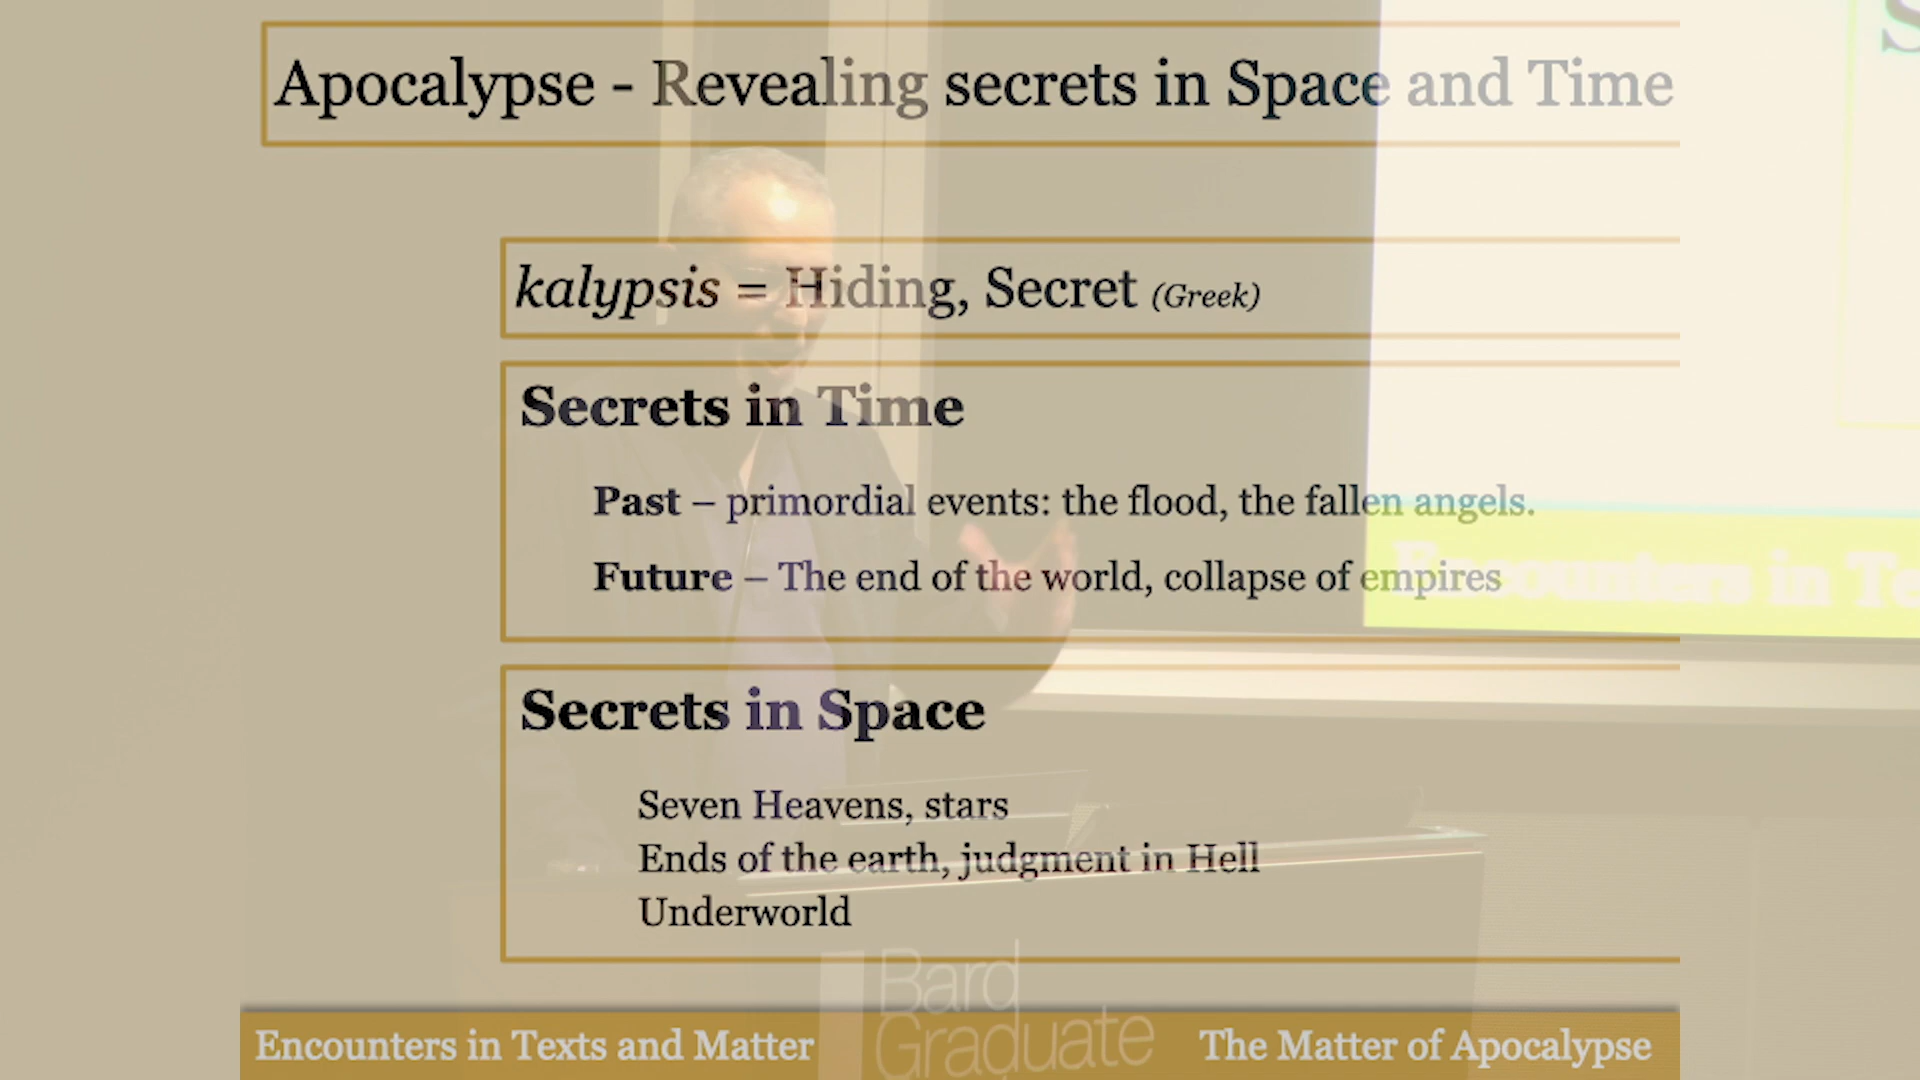 Apocalypse - Revealing secrets in Space and Time
kalypsis = Hiding, Secret (Greek)
Secrets in Time
Past – primordial events: the flood, the fallen angels.
Future – The end of the world, collapse of empires
Secrets in Space
Seven Heavens, stars
Ends of the earth, judgment in Hell
Underworld
Encounters in
Bard
Graduate
Encounters in Texts and Matter
The Matter of Apocalypse